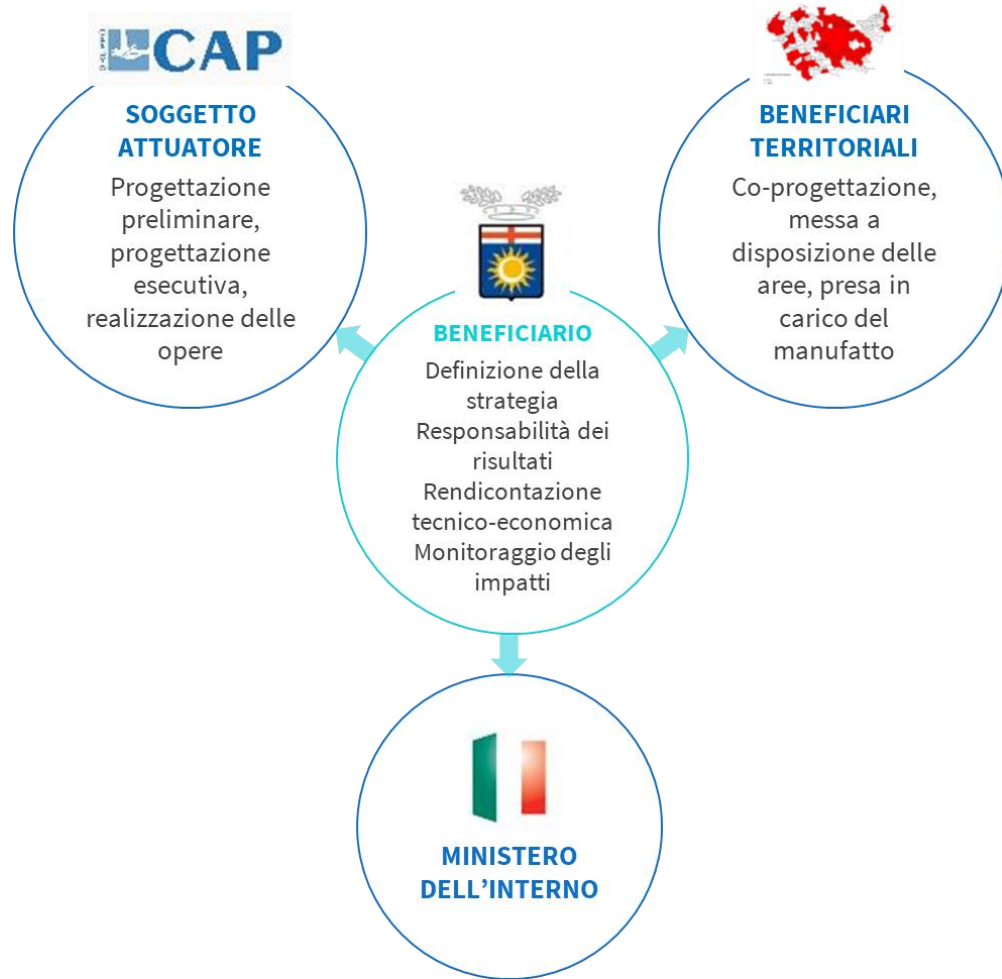 CAP
SOGGETTO
ATTUATORE
Progettazione
preliminare,
progettazione
esecutiva,
realizzazione delle
opere
BENEFICIARI
TERRITORIALI
Co-progettazione,
messa a
disposizione delle
aree, presa in
carico del
manufatto
BENEFICIARIO
Definizione della
strategia
Responsabilità dei
risultati
Rendicontazione
tecnico-economica
Monitoraggio degli
impatti
MINISTERO
DELL’INTERNO